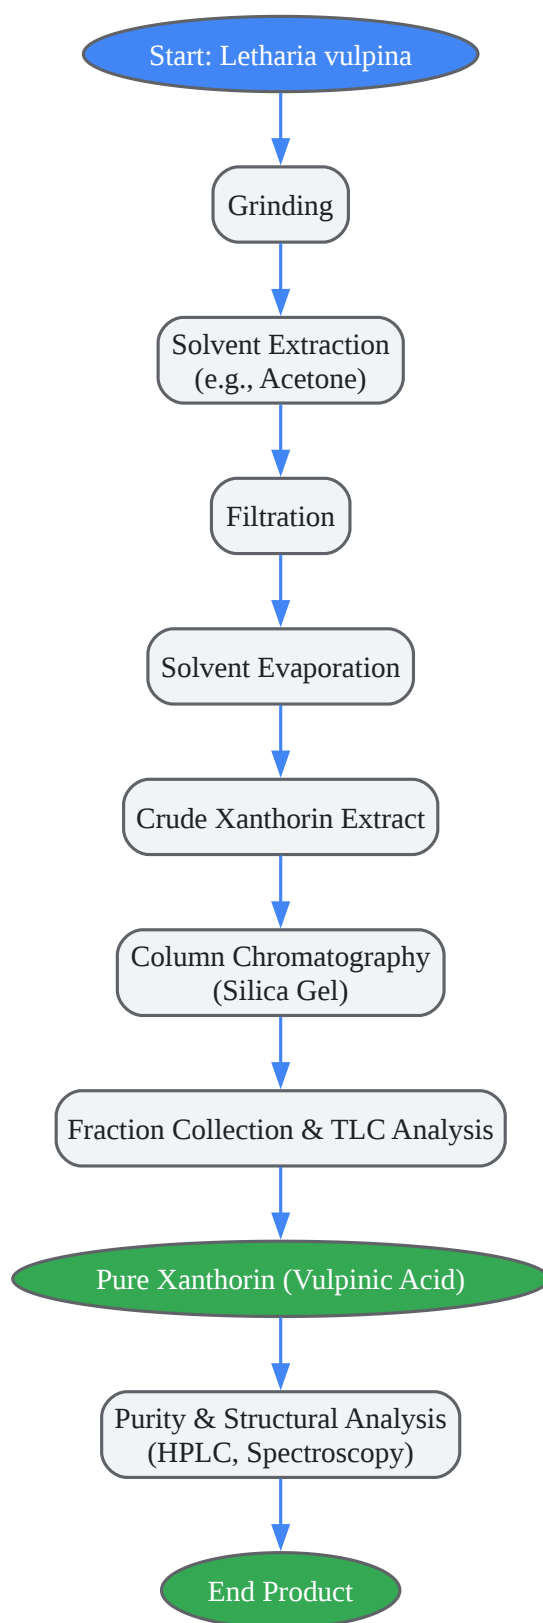 Start: Letharia vulpina
Grinding
Solvent Extraction
(e.g., Acetone)
Filtration
Solvent Evaporation
Crude Xanthorin Extract
Column Chromatography
(Silica Gel)
Fraction Collection & TLC Analysis
Pure Xanthorin (Vulpinic Acid)
Purity & Structural Analysis
(HPLC, Spectroscopy)
End Product